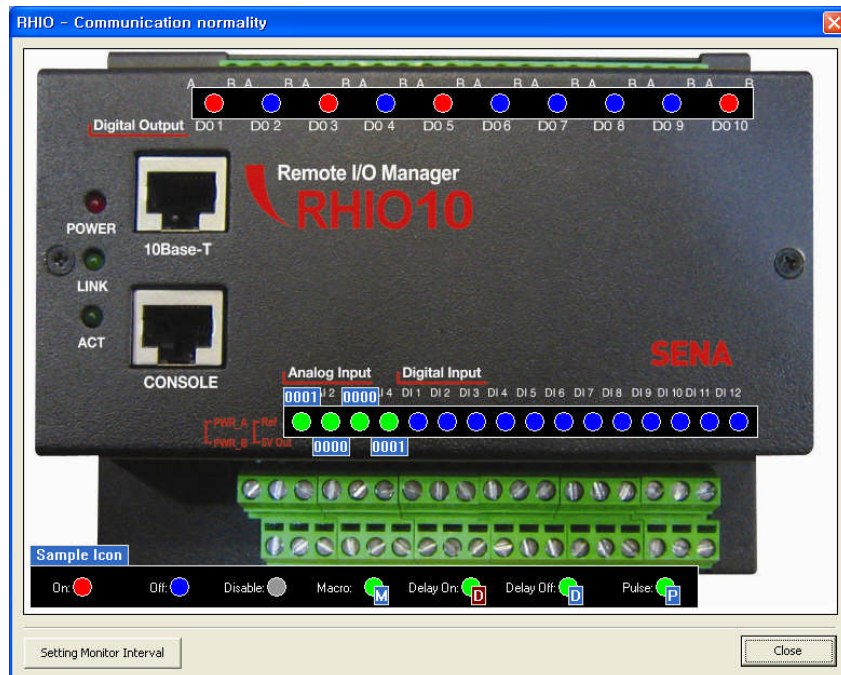 RHIO - Communication normality
A B A B A B A B A B A B A B A B A B A B
Digital Output DO 1 DO 2 DO 3 DO 4 DO 5 DO 6 DO 7 DO 8 DO 9 DO 10
Remote I/O Manager
RHIO10
POWER
10Base-T
LINK
ACT
CONSOLE
SENA
Analog Input Digital Input
0001 I 2 0000 I 4 DI 1 DI 2 DI 3 DI 4 DI 5 DI 6 DI 7 DI 8 DI 9 DI 10 DI 11 DI 12
PWR_A Ref
PWR_B 5V Out
0000 0001
Sample Icon
On: Off: Disable: Macro: M Delay On: D Delay Off: D Pulse: P
Setting Monitor Interval Close